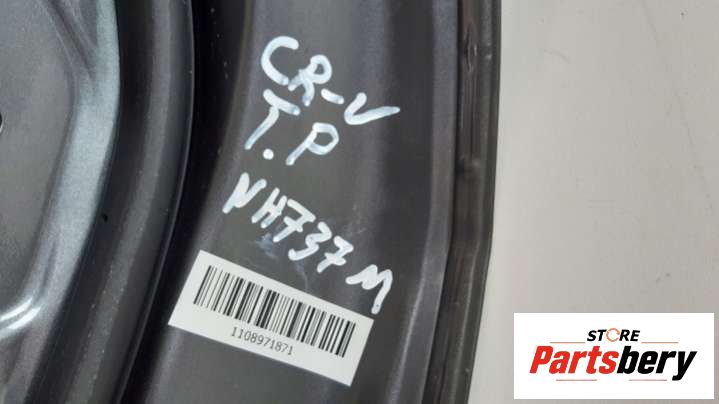 CR-V
T.P
NH737M
1108971871
STORE
Partsbery